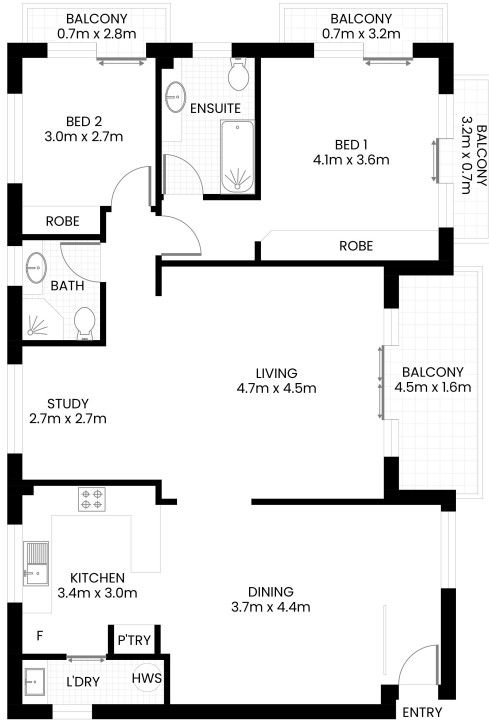 BALCONY
0.7m x 2.8m
BALCONY
0.7m x 3.2m
BED 2
3.0m x 2.7m
ENSUITE
BED 1
4.1m x 3.6m
BALCONY
3.2m x 0.7m
ROBE
ROBE
BATH
LIVING
4.7m x 4.5m
BALCONY
4.5m x 1.6m
STUDY
2.7m x 2.7m
KITCHEN
3.4m x 3.0m
DINING
3.7m x 4.4m
F
P'TRY
L'DRY
HWS
ENTRY